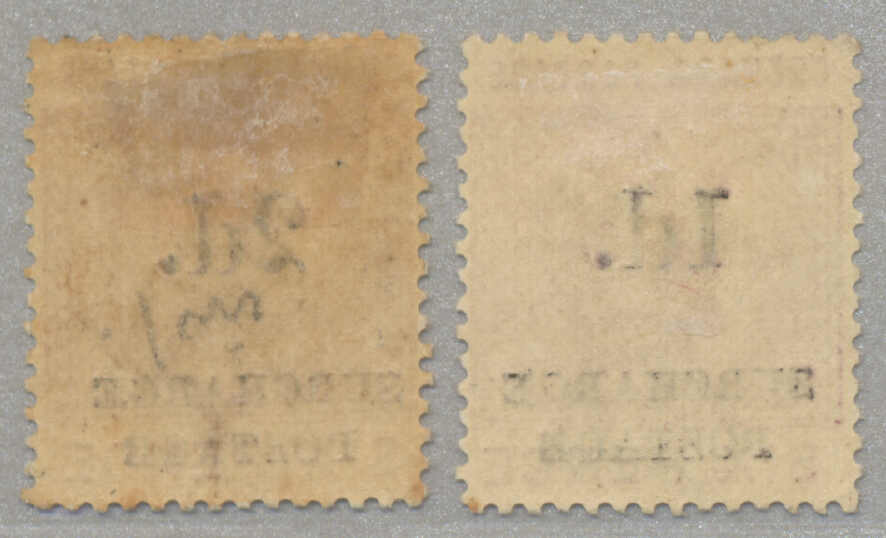 2d.
SURCHARGE
POSTAGE
1d.
SURCHARGE
POSTAGE